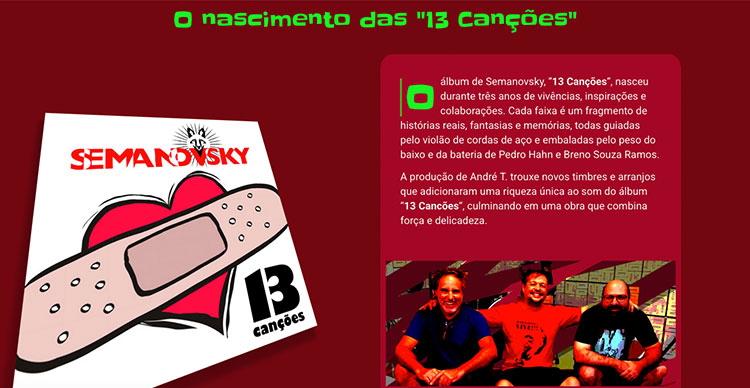 O nascimento das "13 Canções"
O álbum de Semanovsky, "13 Canções", nasceu
durante três anos de vivências, inspirações e
colaborações. Cada faixa é um fragmento de
histórias reais, fantasias e memórias, todas guiadas
pelo violão de cordas de aço e embaladas pelo peso do
baixo e da bateria de Pedro Hahn e Breno Souza Ramos.
A produção de André T. trouxe novos timbres e arranjos
que adicionaram uma riqueza única ao som do álbum
"13 Cancões", culminando em uma obra que combina
força e delicadeza.
SEMANOVSKY
13
canções